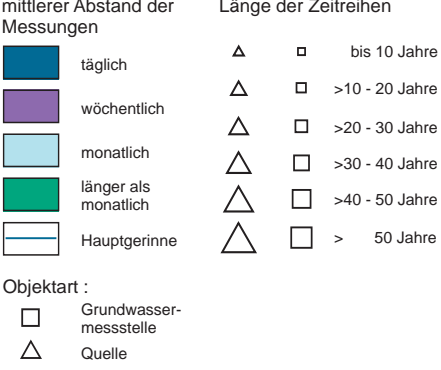 mittlerer Abstand der
Messungen
täglich
wöchentlich
monatlich
länger als
monatlich
Hauptgerinne
Länge der Zeitreihen
bis 10 Jahre
>10 - 20 Jahre
>20 - 30 Jahre
>30 - 40 Jahre
>40 - 50 Jahre
> 50 Jahre
Objektart :
Grundwasser-
messstelle
Quelle